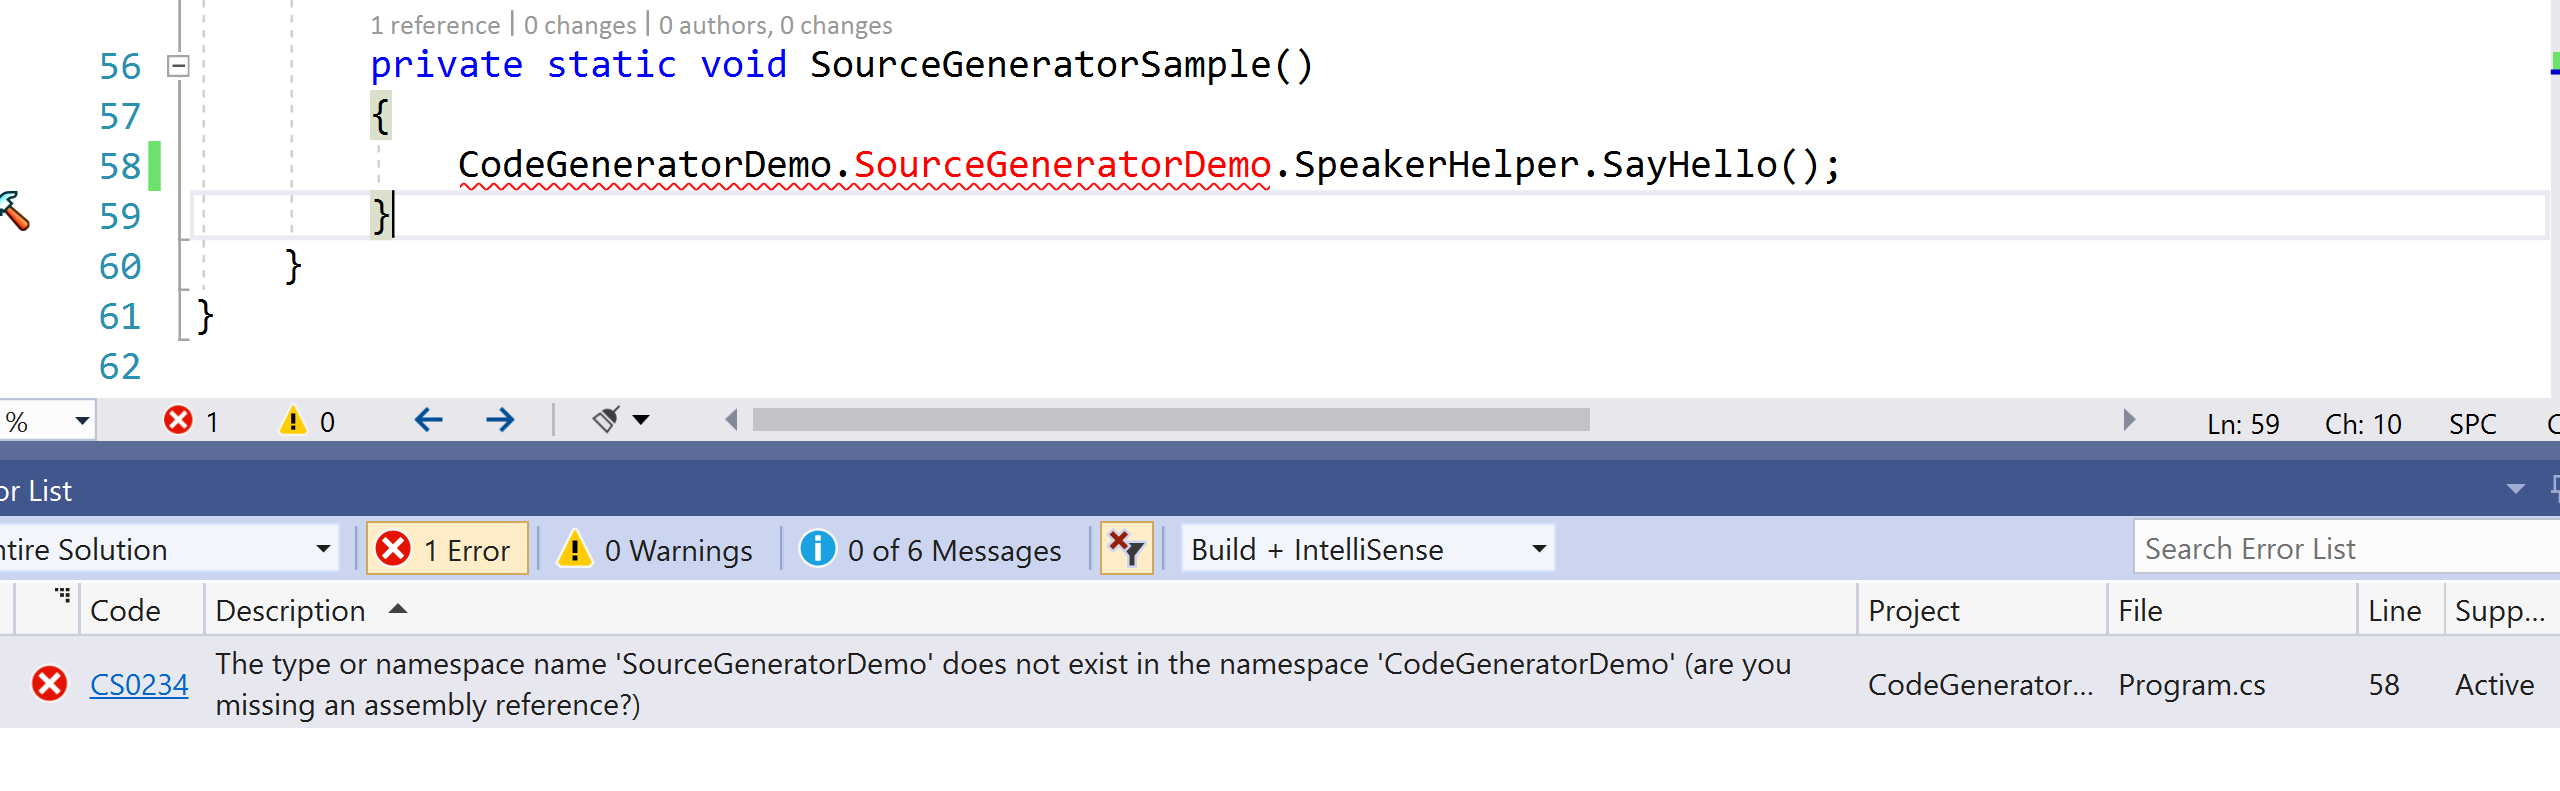 1 reference | 0 changes | 0 authors, 0 changes
56 private static void SourceGeneratorSample()
57 {
58 CodeGeneratorDemo.SourceGeneratorDemo.SpeakerHelper.SayHello();
59 }
60 }
61 }
62
% 1 0 Ln: 59 Ch: 10 SPC C
or List
ntire Solution 1 Error 0 Warnings 0 of 6 Messages Build + IntelliSense Search Error List
Code Description Project File Line Supp...
CS0234 The type or namespace name 'SourceGeneratorDemo' does not exist in the namespace 'CodeGeneratorDemo' (are you
missing an assembly reference?) CodeGenerator... Program.cs 58 Active